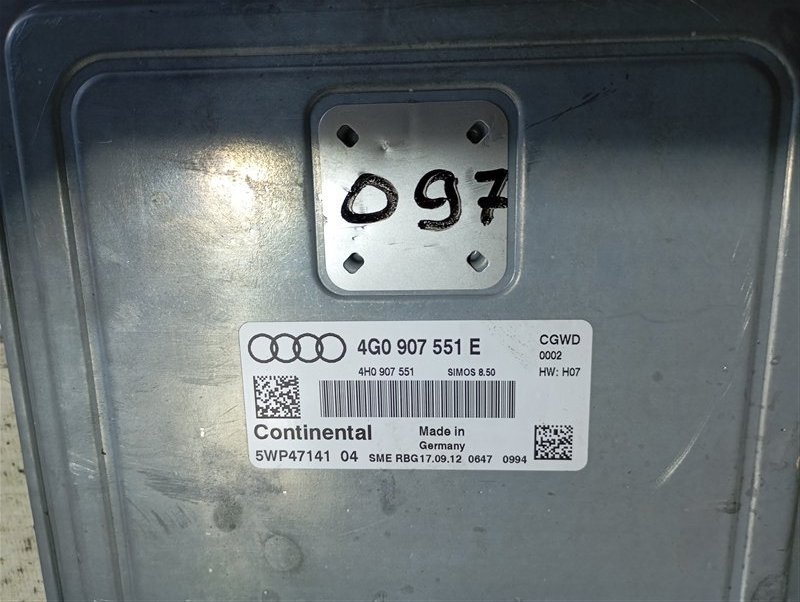 097
4G0 907 551 E
CGWD
0002
4H0 907 551 SIMOS 8.50 HW: H07
Continental Made in
Germany
5WP47141 04 SME RBG17.09.12 0647 0994